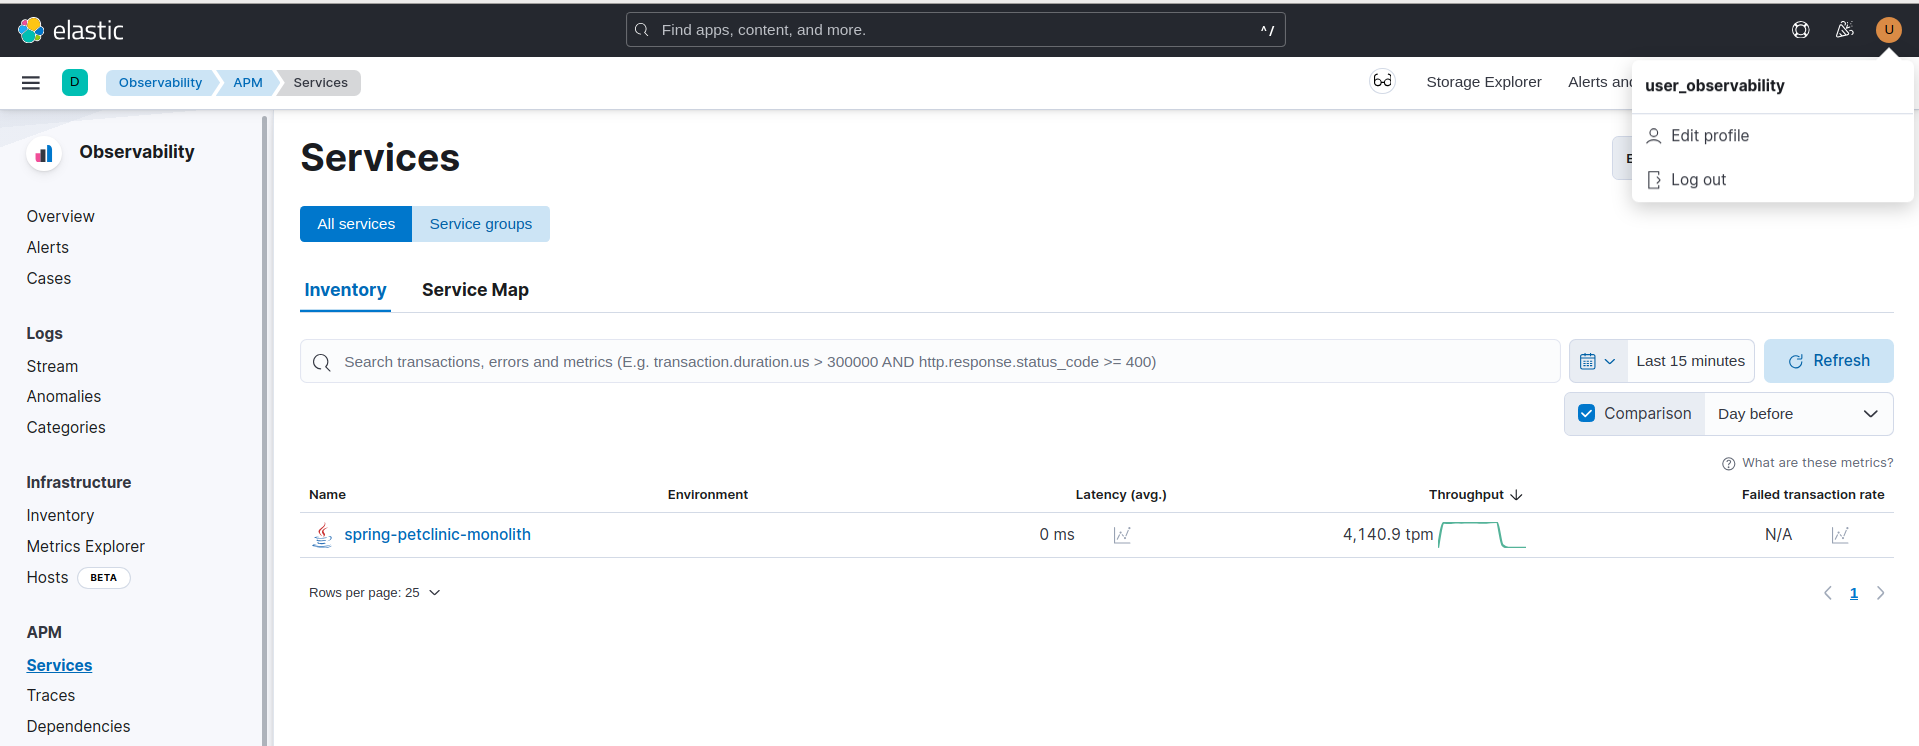 elastic
Find apps, content, and more.
^/
U
D
Observability
APM
Services
Storage Explorer
Alerts and
user_observability
Edit profile
Log out
Observability
Overview
Alerts
Cases
Logs
Stream
Anomalies
Categories
Infrastructure
Inventory
Metrics Explorer
Hosts BETA
APM
Services
Traces
Dependencies
Services
All services
Service groups
Inventory
Service Map
Search transactions, errors and metrics (E.g. transaction.duration.us > 300000 AND http.response.status_code >= 400)
Last 15 minutes
Refresh
Comparison
Day before
What are these metrics?
Name Environment Latency (avg.) Throughput Failed transaction rate
spring-petclinic-monolith 0 ms 4,140.9 tpm N/A
Rows per page: 25
1